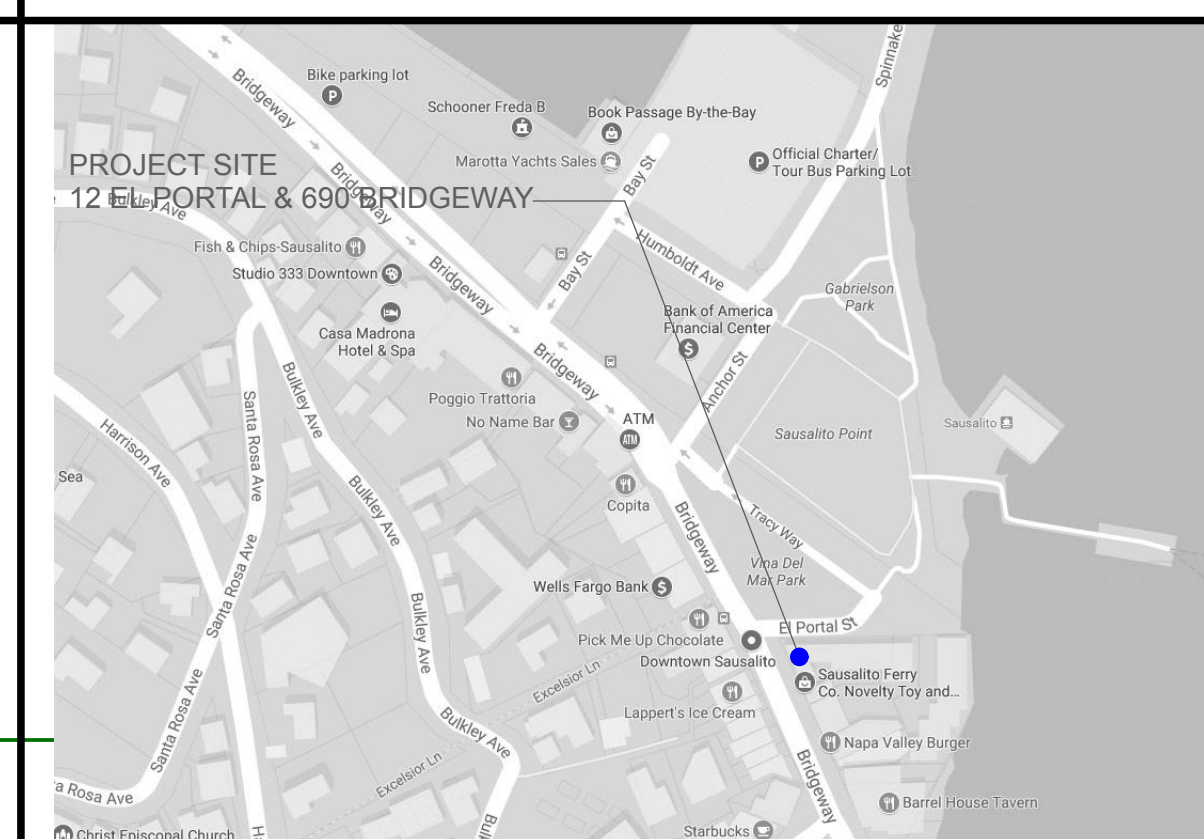 Spinnake
Bridgeway
Bike parking lot
Schooner Freda B
Book Passage By-the-Bay
Marotta Yachts Sales
Official Charter/
Tour Bus Parking Lot
PROJECT SITE
12 EL PORTAL & 690 BRIDGEWAY
Bridgeway
Bulkley Ave
e
Bay St
Fish & Chips-Sausalito
Studio 333 Downtown
Humboldt Ave
Bay St
Bridgeway
Gabrielson
Park
Casa Madrona
Hotel & Spa
Bank of America
Financial Center
Bridgeway
Anchor St
Bulkley Ave
Poggio Trattoria
No Name Bar
ATM
ATM
Santa Rosa Ave
Harrison Ave
Sausalito Point
Sausalito
Sea
Copita
Bulkley Ave
Bridgeway
Tracy Way
Vina Del
Mar Park
Wells Fargo Bank
Santa Rosa Ave
Bulkley Ave
El Portal St
Pick Me Up Chocolate
Downtown Sausalito
Excelsior Ln
Sausalito Ferry
Co. Novelty Toy and...
Lappert's Ice Cream
Santa Rosa Ave
Bulkley Ave
Napa Valley Burger
Excelsior Ln
Bridgeway
a Rosa Ave
Barrel House Tavern
Christ Episcopal Church
Ha
Bul
Starbucks